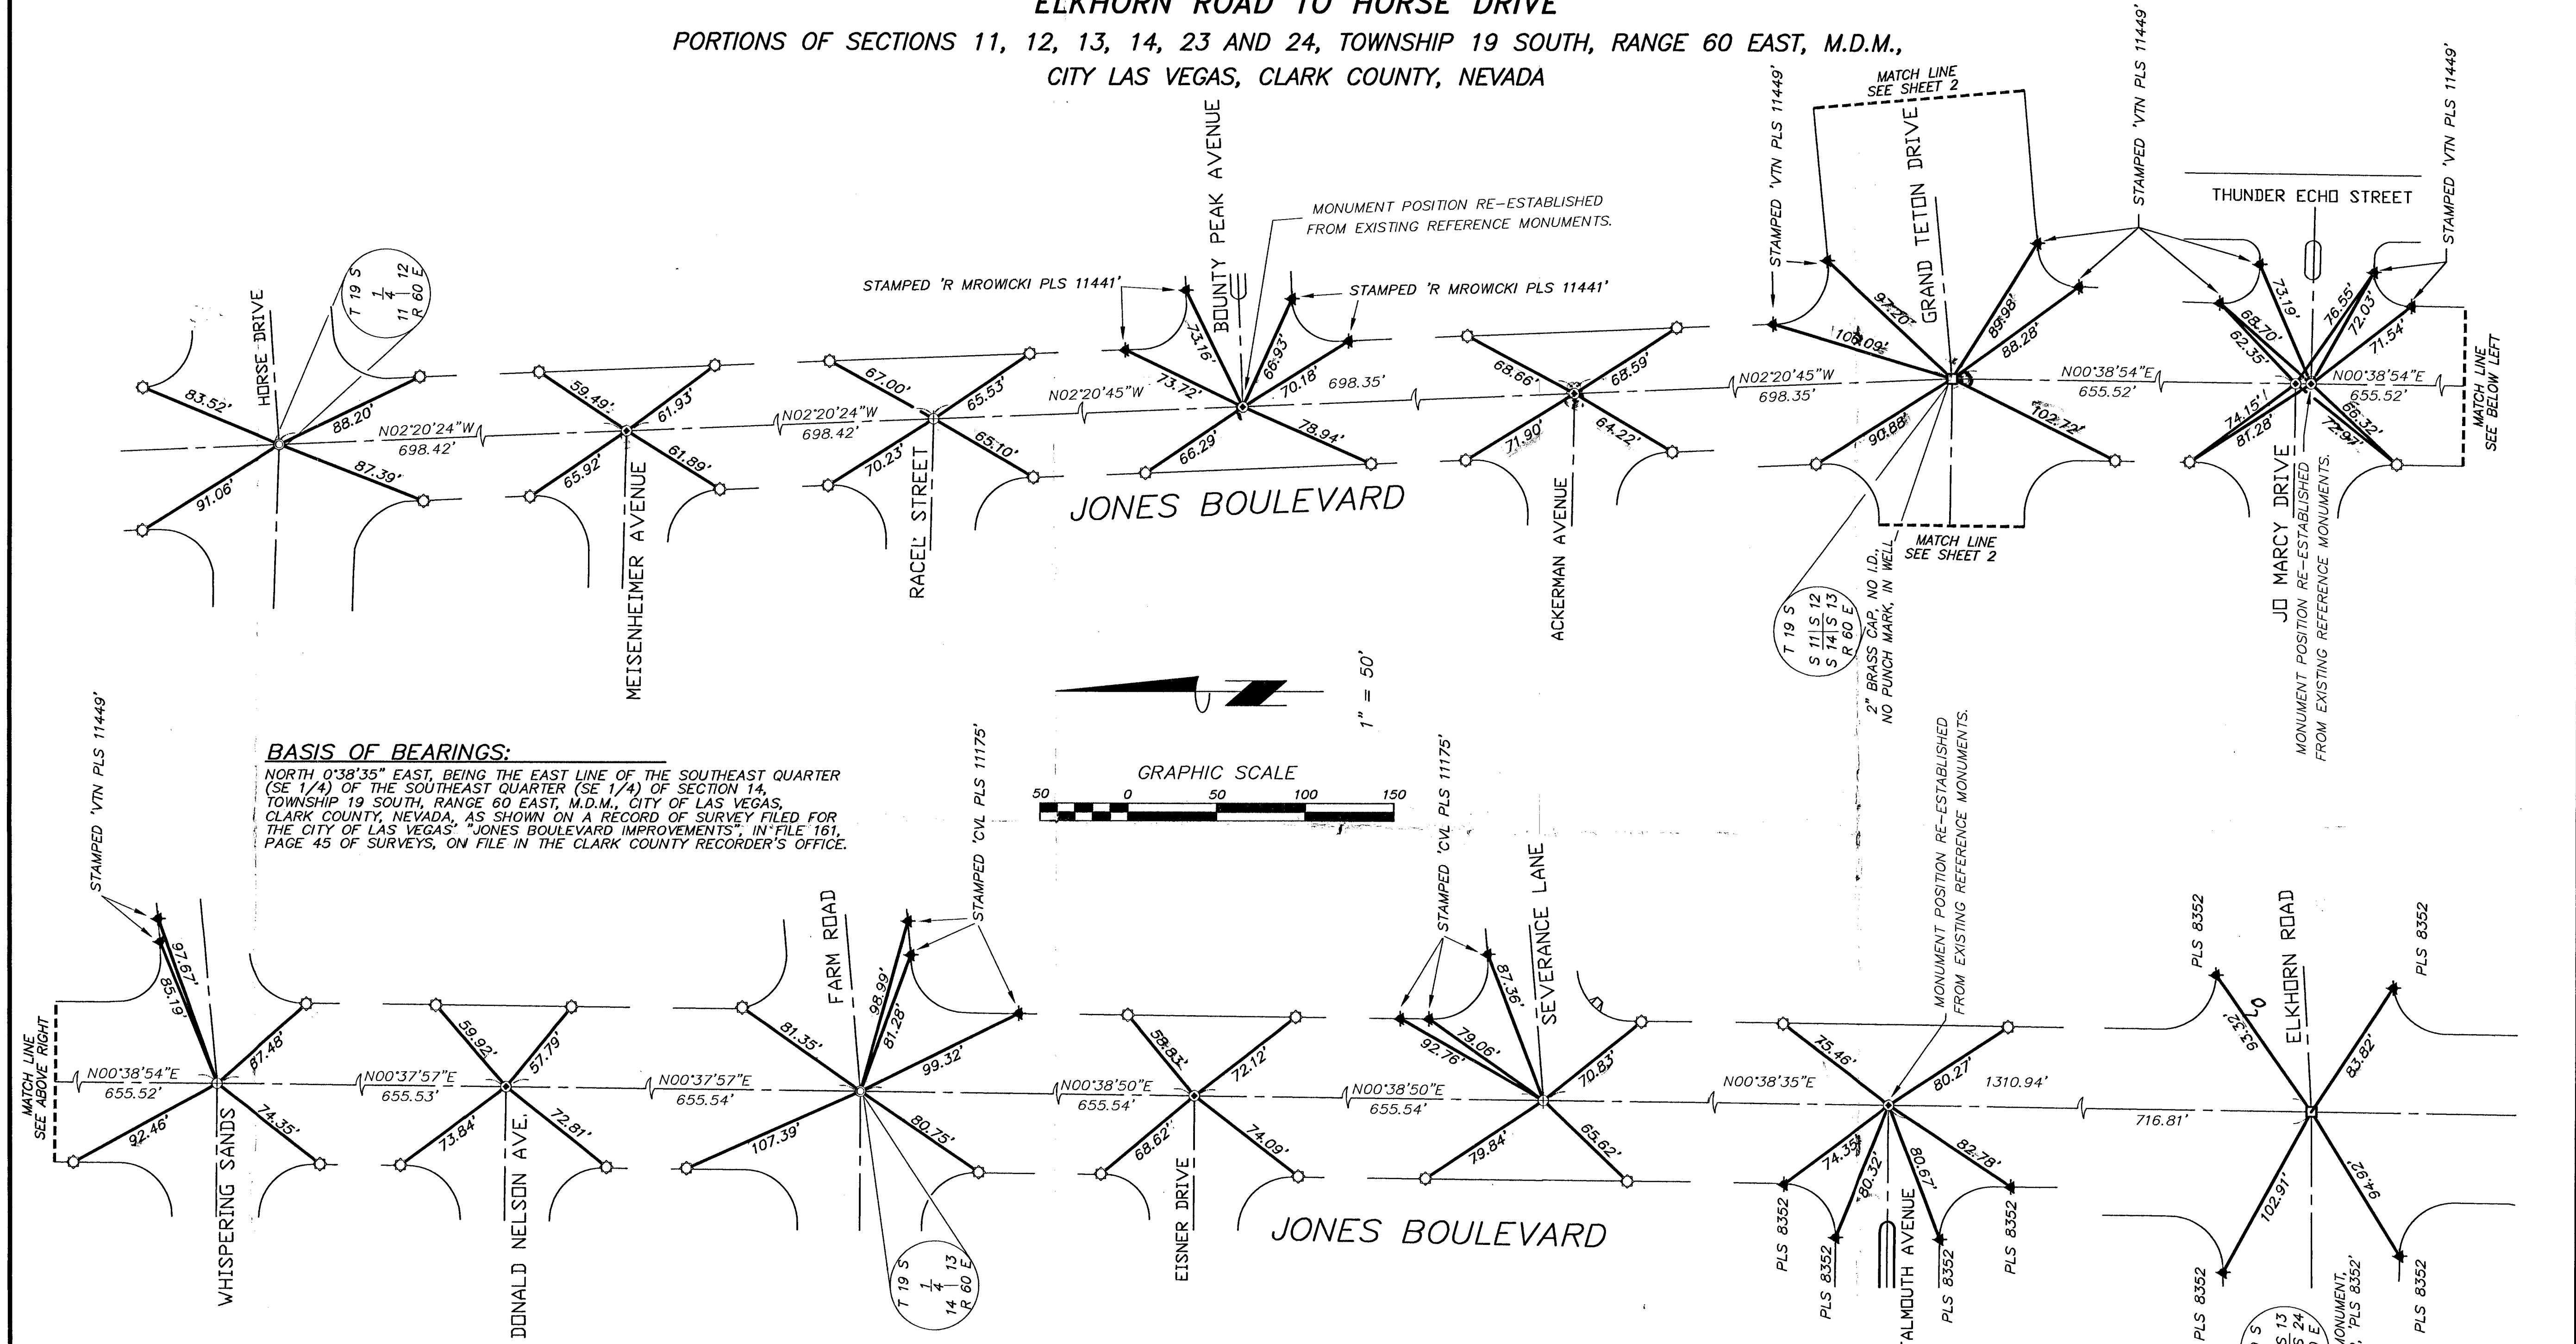 ELKHORN ROAD TO HORSE DRIVE
PORTIONS OF SECTIONS 11, 12, 13, 14, 23 AND 24, TOWNSHIP 19 SOUTH, RANGE 60 EAST, M.D.M.,
CITY LAS VEGAS, CLARK COUNTY, NEVADA
HORSE DRIVE
T 19 S
1
4
11 12
R 60 E
83.52'
88.20'
91.06'
87.39'
N02°20'24"W
698.42'
59.49'
61.93'
65.92'
61.89'
MEISENHEIMER AVENUE
N02°20'24"W
698.42'
67.00'
65.53'
70.23'
65.10'
RACEL STREET
N02°20'45"W
STAMPED 'R MROWICKI PLS 11441'
BOUNTY PEAK AVENUE
MONUMENT POSITION RE-ESTABLISHED
FROM EXISTING REFERENCE MONUMENTS.
STAMPED 'R MROWICKI PLS 11441'
73.16'
73.72'
66.93'
70.18'
698.35'
66.29'
78.94'
JONES BOULEVARD
68.66'
68.59'
71.90'
64.22'
ACKERMAN AVENUE
N02°20'45"W
698.35'
STAMPED 'VTN PLS 11449'
MATCH LINE
SEE SHEET 2
GRAND TETON DRIVE
97.20'
89.98'
88.28'
90.88'
102.72'
MATCH LINE
SEE SHEET 2
T 19 S
S 11 S 12
S 14 S 13
R 60 E
2" BRASS CAP, NO I.D.,
NO PUNCH MARK, IN WELL
N00°38'54"E
655.52'
STAMPED 'VTN PLS 11449'
THUNDER ECHO STREET
STAMPED 'VTN PLS 11449'
73.19'
68.70'
62.35'
76.55'
72.03'
71.54'
74.15'
81.28'
66.32'
72.97'
N00°38'54"E
655.52'
MATCH LINE
SEE BELOW LEFT
JO MARCY DRIVE
MONUMENT POSITION RE-ESTABLISHED
FROM EXISTING REFERENCE MONUMENTS.
1" = 50'
GRAPHIC SCALE
50 0 50 100 150
BASIS OF BEARINGS:
NORTH 0°38'35" EAST, BEING THE EAST LINE OF THE SOUTHEAST QUARTER
(SE 1/4) OF THE SOUTHEAST QUARTER (SE 1/4) OF SECTION 14,
TOWNSHIP 19 SOUTH, RANGE 60 EAST, M.D.M., CITY OF LAS VEGAS,
CLARK COUNTY, NEVADA, AS SHOWN ON A RECORD OF SURVEY FILED FOR
THE CITY OF LAS VEGAS' "JONES BOULEVARD IMPROVEMENTS", IN FILE 161,
PAGE 45 OF SURVEYS, ON FILE IN THE CLARK COUNTY RECORDER'S OFFICE.
STAMPED 'VTN PLS 11449'
MATCH LINE
SEE ABOVE RIGHT
N00°38'54"E
655.52'
97.67'
85.19'
87.48'
92.46'
74.35'
WHISPERING SANDS
N00°37'57"E
655.53'
59.92'
57.79'
73.84'
72.81'
DONALD NELSON AVE.
N00°37'57"E
655.54'
FARM ROAD
STAMPED 'CVL PLS 11175'
81.35'
98.99'
81.28'
99.32'
107.39'
80.75'
T 19 S
1
4
14 13
R 60 E
N00°38'50"E
655.54'
58.83'
72.12'
68.62'
74.09'
EISNER DRIVE
N00°38'50"E
655.54'
STAMPED 'CVL PLS 11175'
SEVERANCE LANE
87.36'
79.06'
92.76'
70.83'
79.84'
65.62'
JONES BOULEVARD
N00°38'35"E
1310.94'
MONUMENT POSITION RE-ESTABLISHED
FROM EXISTING REFERENCE MONUMENTS.
75.46'
80.27'
74.35'
80.32'
80.67'
82.78'
PLS 8352
PLS 8352
PLS 8352
PLS 8352
ALMOUTH AVENUE
716.81'
PLS 8352
ELKHORN ROAD
PLS 8352
93.32'
83.82'
102.91'
94.92'
PLS 8352
PLS 8352
S
S 13
S 24
E
MONUMENT,
'PLS 8352'